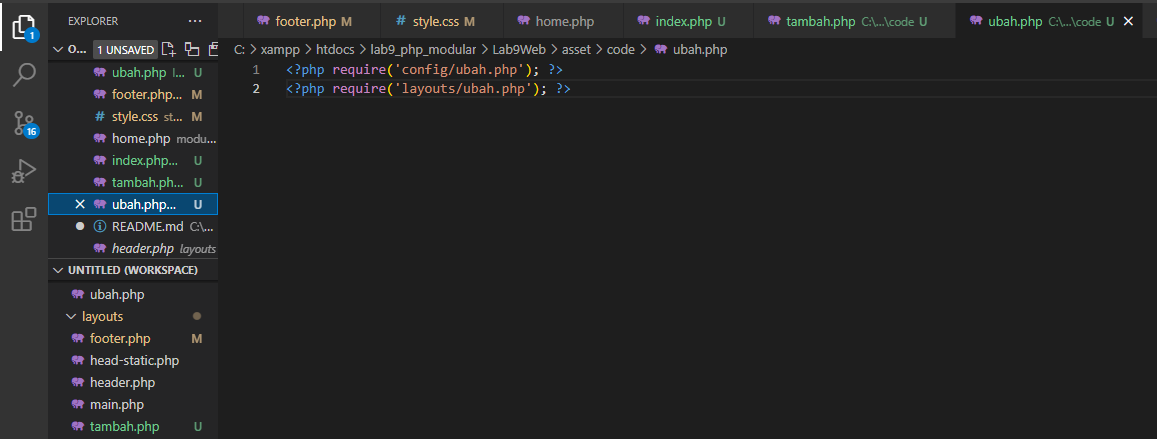 EXPLORER ···
footer.php M
style.css M
home.php
index.php U
tambah.php C:\...\code U
ubah.php C:\...\code U
1
O... 1 UNSAVED
C: > xampp > htdocs > lab9_php_modular > Lab9Web > asset > code > ubah.php
1 <?php require('config/ubah.php'); ?>
2 <?php require('layouts/ubah.php'); ?>
ubah.php l... U
footer.php... M
style.css st... M
16
home.php modu...
index.php... U
tambah.ph... U
ubah.php... U
README.md C:\...
header.php layouts
UNTITLED (WORKSPACE)
ubah.php
layouts
footer.php M
head-static.php
header.php
main.php
tambah.php U